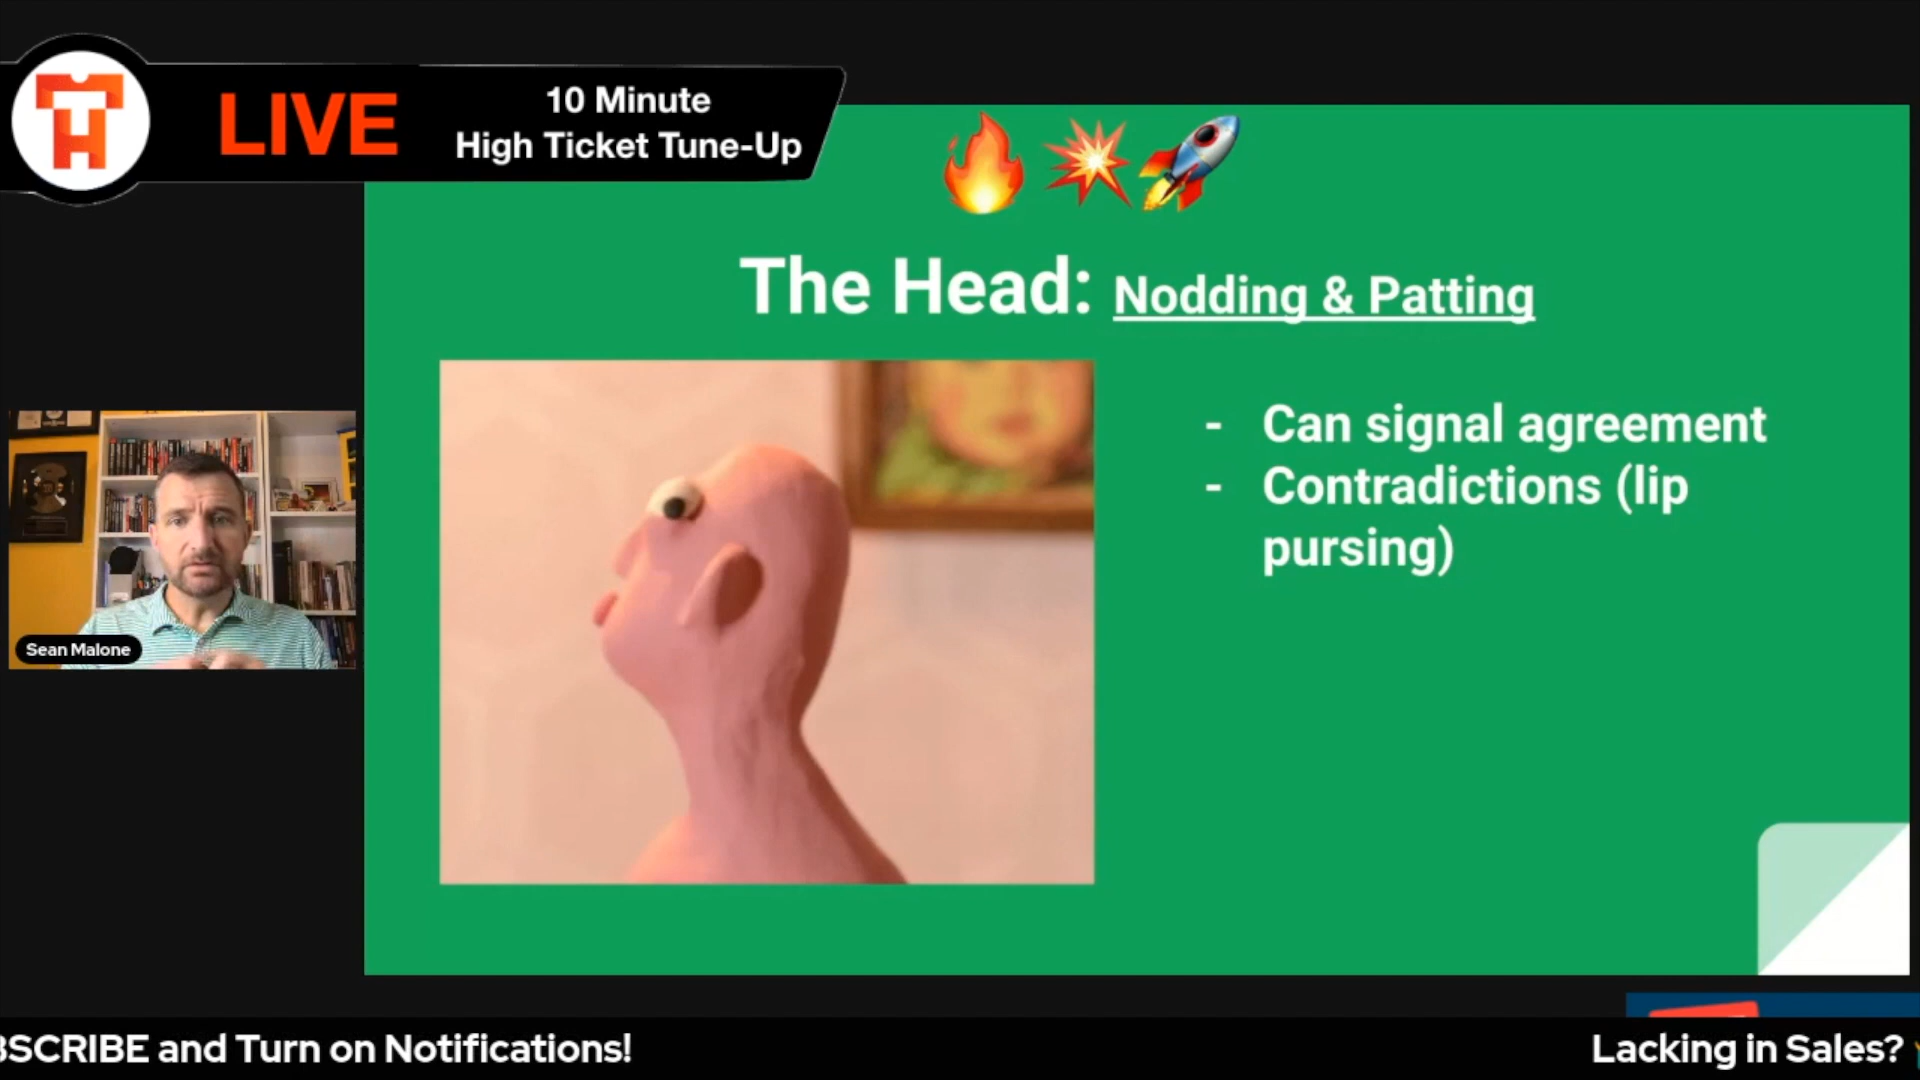 LIVE
10 Minute
High Ticket Tune-Up
The Head: Nodding & Patting
- Can signal agreement
- Contradictions (lip
pursing)
Sean Malone
BSCRIBE and Turn on Notifications!
Lacking in Sales?